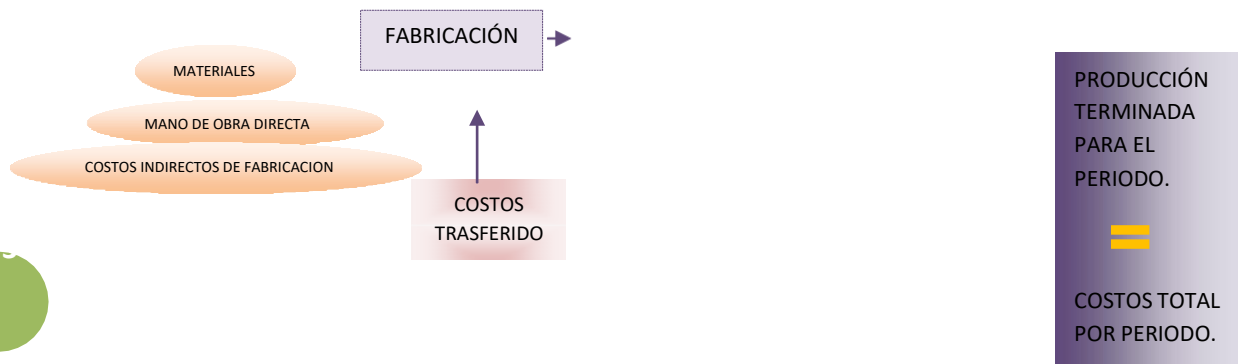 FABRICACIÓN
MATERIALES
MANO DE OBRA DIRECTA
COSTOS INDIRECTOS DE FABRICACION
COSTOS
TRASFERIDO
PRODUCCIÓN
TERMINADA
PARA EL
PERIODO.
=
COSTOS TOTAL
POR PERIODO.